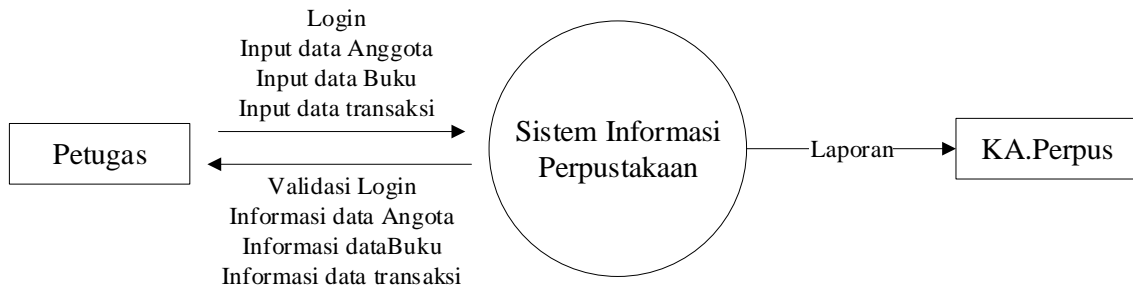 Login
Input data Anggota
Input data Buku
Input data transaksi
Petugas
Validasi Login
Informasi data Angota
Informasi dataBuku
Informasi data transaksi
Sistem Informasi
Perpustakaan
Laporan
KA.Perpus